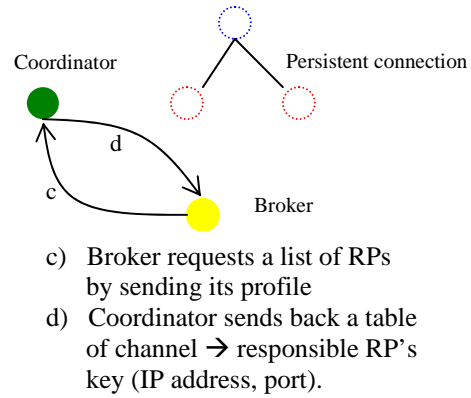 Coordinator
Persistent connection
d
c
Broker
c) Broker requests a list of RPs
by sending its profile
d) Coordinator sends back a table
of channel → responsible RP's
key (IP address, port).